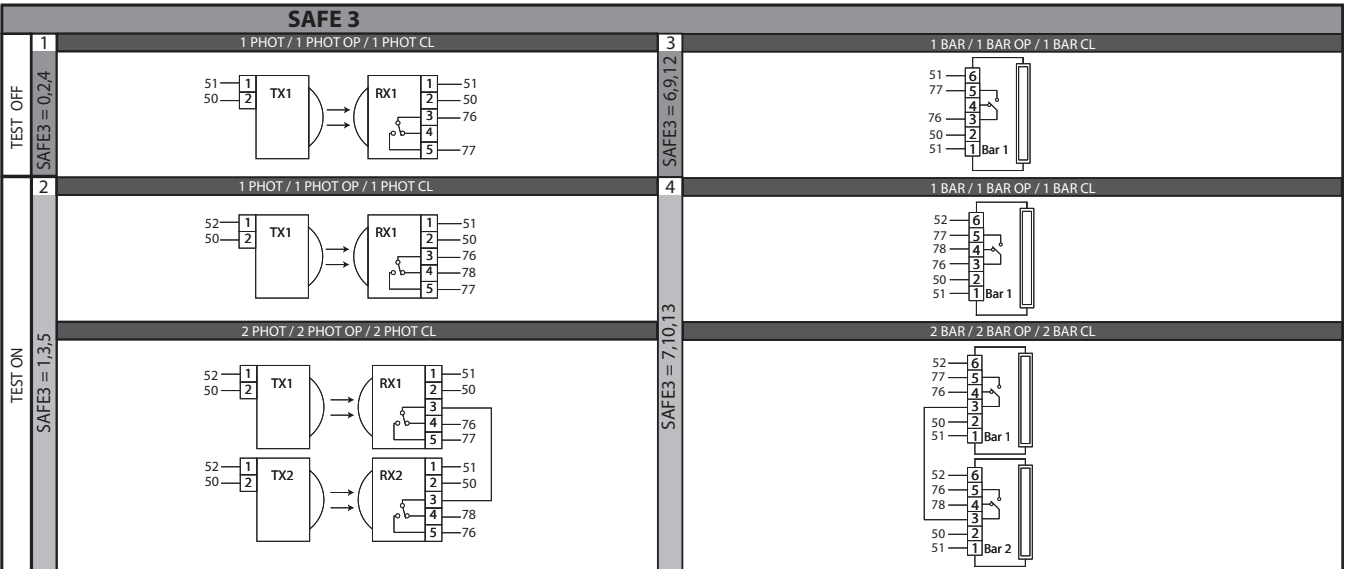 SAFE 3
TEST OFF
SAFE3 = 0,2,4
1
1 PHOT / 1 PHOT OP / 1 PHOT CL
51 1 TX1 RX1 1 51
50 2 2 50
3 76
4
5 77
SAFE3 = 6,9,12
3
1 BAR / 1 BAR OP / 1 BAR CL
51 6
77 5
4
76 3
50 2
51 1 Bar 1
TEST ON
SAFE3 = 1,3,5
2
1 PHOT / 1 PHOT OP / 1 PHOT CL
52 1 TX1 RX1 1 51
50 2 2 50
3 76
4 78
5 77
2 PHOT / 2 PHOT OP / 2 PHOT CL
52 1 TX1 RX1 1 51
50 2 2 50
3
4 76
5 77
52 1 TX2 RX2 1 51
50 2 2 50
3
4 78
5 76
SAFE3 = 7,10,13
4
1 BAR / 1 BAR OP / 1 BAR CL
52 6
77 5
78 4
76 3
50 2
51 1 Bar 1
2 BAR / 2 BAR OP / 2 BAR CL
52 6
77 5
76 4
3
50 2
51 1 Bar 1
52 6
76 5
78 4
3
50 2
51 1 Bar 2